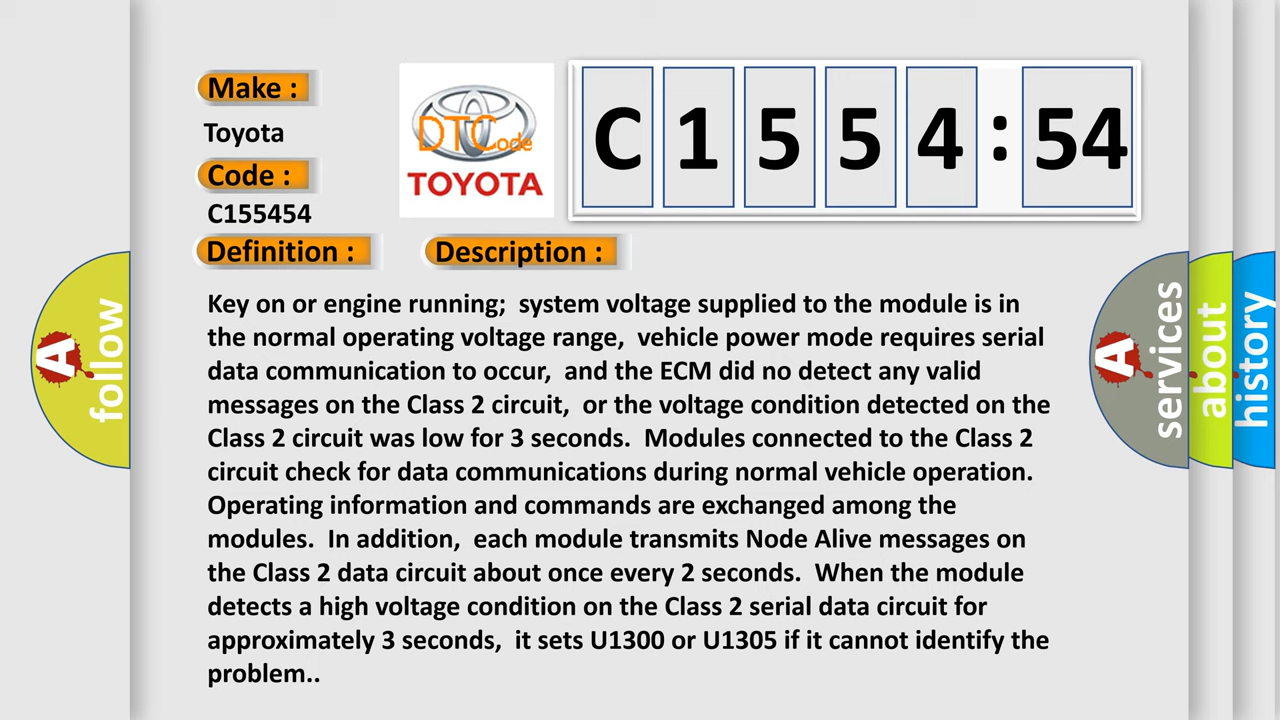 Make :
Toyota
Code :
C155454
Definition :
Description :
DTCode
TOYOTA
C1554:54
Key on or engine running;  system voltage supplied to the module is in
the normal operating voltage range,  vehicle power mode requires serial
data communication to occur,  and the ECM did no detect any valid
messages on the Class 2 circuit,  or the voltage condition detected on the
Class 2 circuit was low for 3 seconds.  Modules connected to the Class 2
circuit check for data communications during normal vehicle operation.
Operating information and commands are exchanged among the
modules.  In addition,  each module transmits Node Alive messages on
the Class 2 data circuit about once every 2 seconds.  When the module
detects a high voltage condition on the Class 2 serial data circuit for
approximately 3 seconds,  it sets U1300 or U1305 if it cannot identify the
problem..
A
follow
A
services
about
history